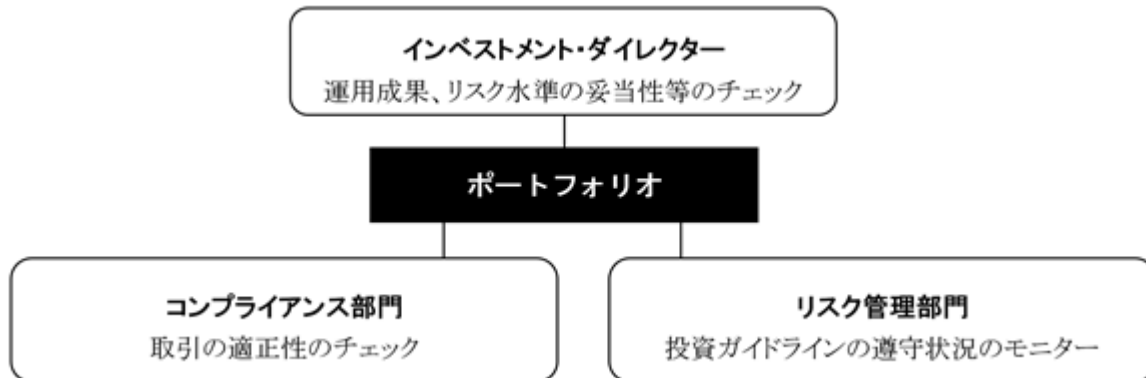 インベストメント・ダイレクター
運用成果、リスク水準の妥当性等のチェック
ポートフォリオ
コンプライアンス部門
取引の適正性のチェック
リスク管理部門
投資ガイドラインの遵守状況のモニター